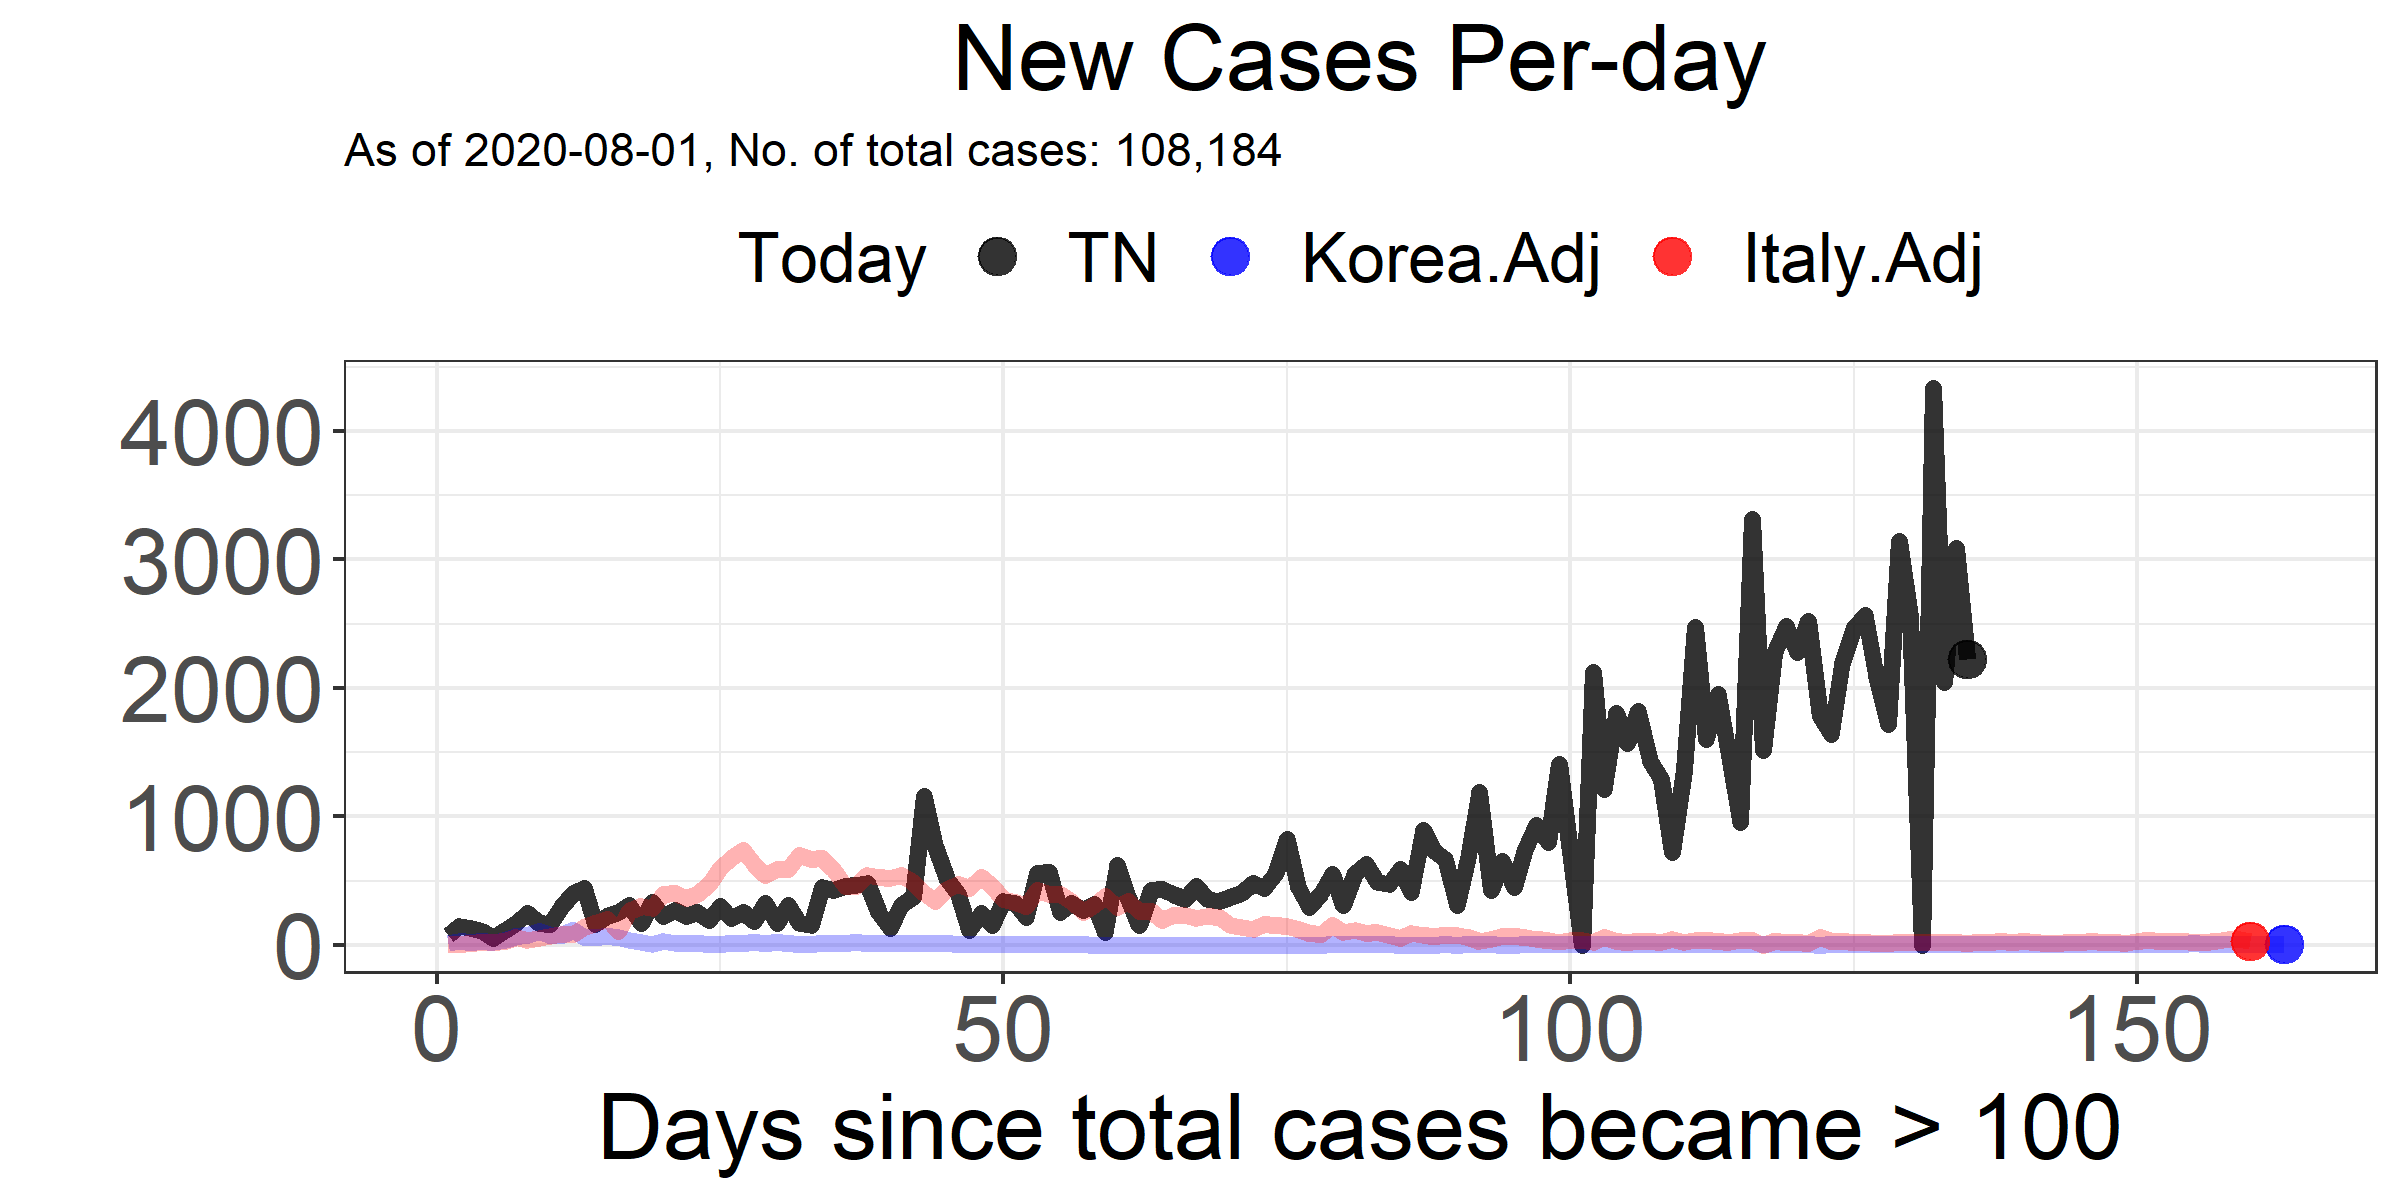 New Cases Per-day
As of 2020-08-01, No. of total cases: 108,184
Today TN Korea.Adj Italy.Adj
4000
3000
2000
1000
0
0 50 100 150
Days since total cases became > 100